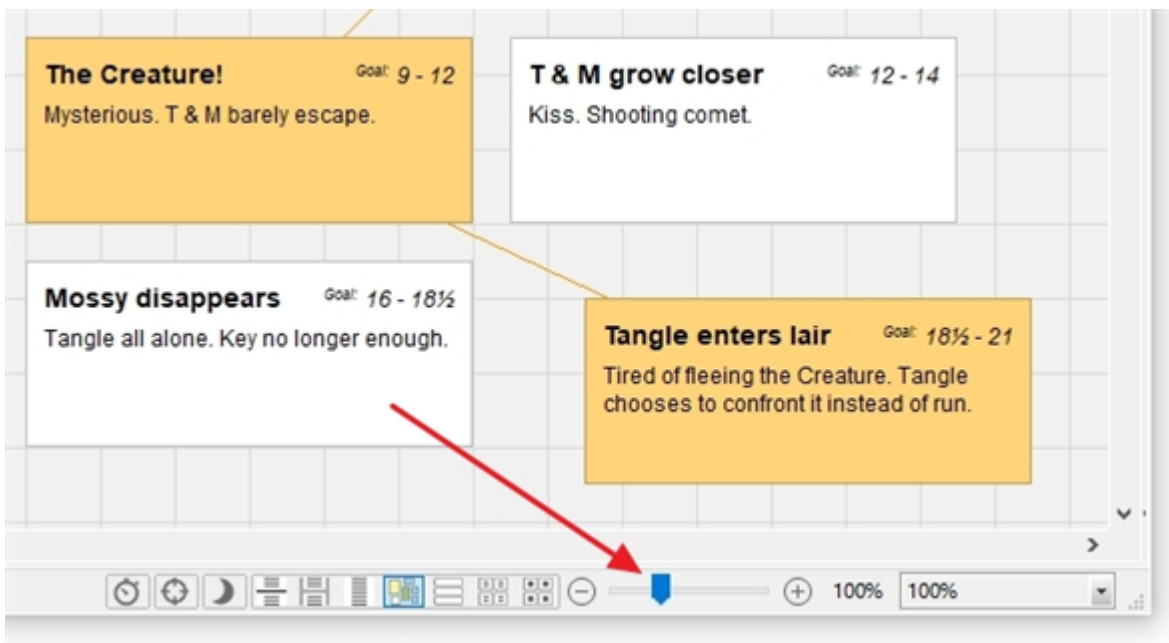 The Creature! Goal: 9 - 12
Mysterious. T & M barely escape.
T & M grow closer Goal: 12 - 14
Kiss. Shooting comet.
Mossy disappears Goal: 16 - 18½
Tangle all alone. Key no longer enough.
Tangle enters lair Goal: 18½ - 21
Tired of fleeing the Creature. Tangle
chooses to confront it instead of run.
100% 100%